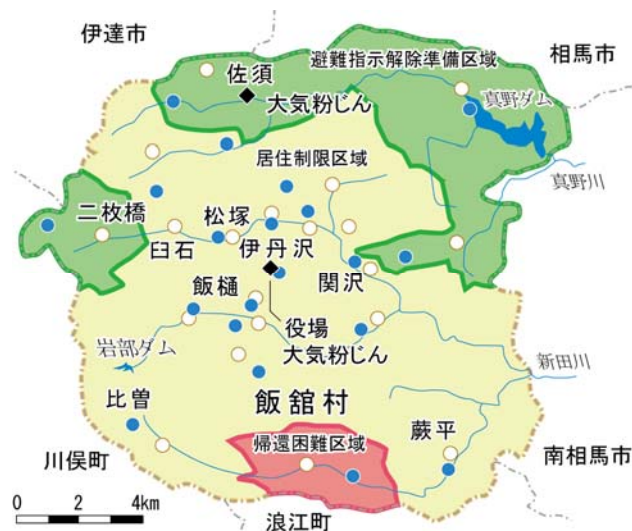 伊達市
避難指示解除準備区域
相馬市
佐須
大気粉じん
真野ダム
居住制限区域
真野川
二枚橋
松塚
臼石
伊丹沢
飯樋
関沢
役場
大気粉じん
岩部ダム
新田川
比曽
飯舘村
帰還困難区域
蕨平
川俣町
南相馬市
0 2 4km
浪江町